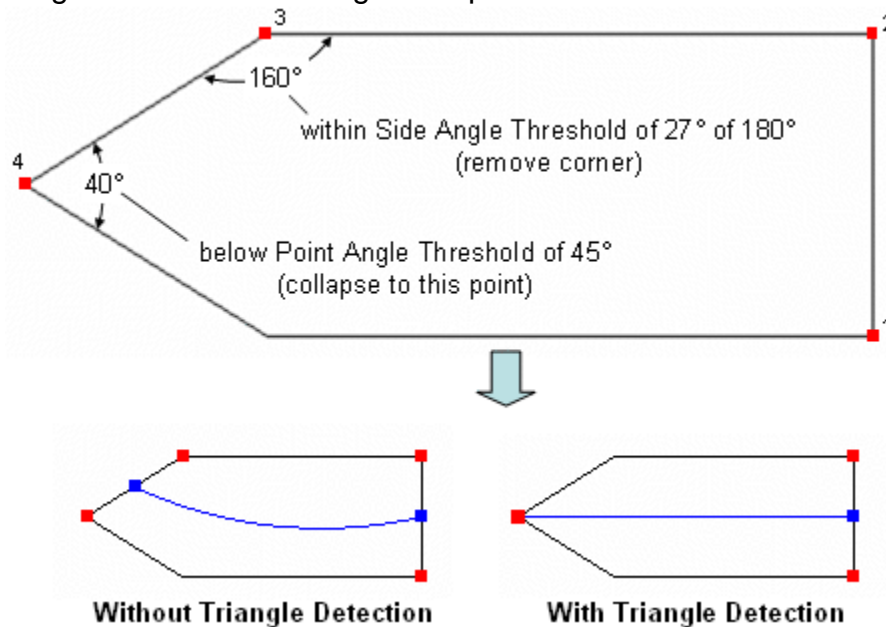 3
2
160°
within Side Angle Threshold of 27° of 180°
(remove corner)
4
40°
below Point Angle Threshold of 45°
(collapse to this point)
Without Triangle Detection
With Triangle Detection